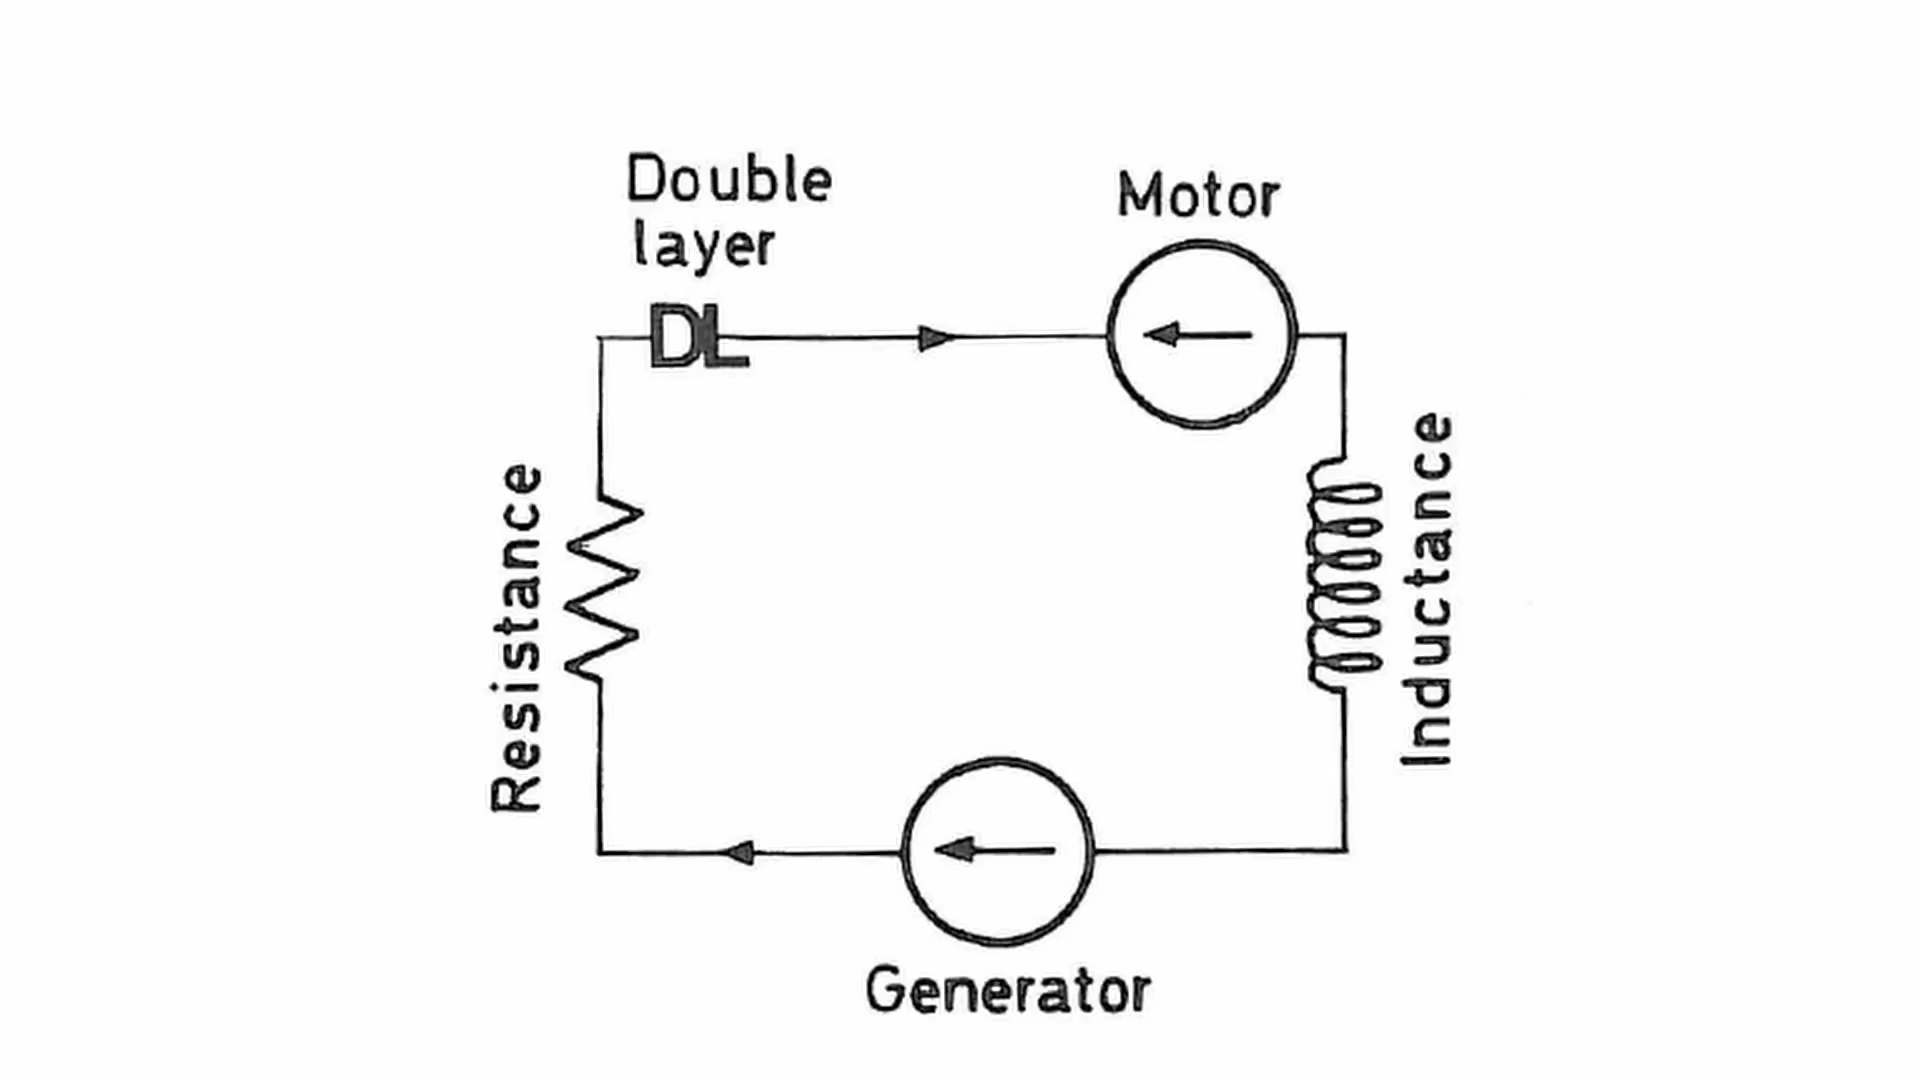 Double
layer
Motor
DL
Resistance
Inductance
Generator